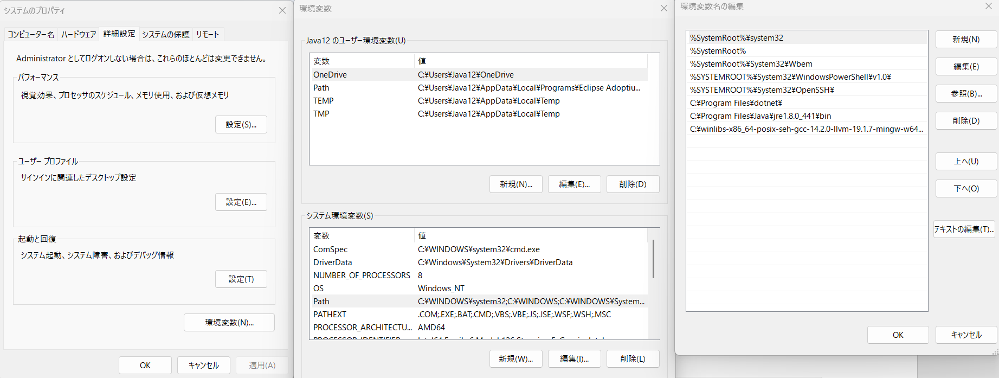 システムのプロパティ
コンピューター名 ハードウェア 詳細設定 システムの保護 リモート
Administrator としてログオンしない場合は、これらのほとんどは変更できません。
パフォーマンス
視覚効果、プロセッサのスケジュール、メモリ使用、および仮想メモリ
設定(S)...
ユーザー プロファイル
サインインに関連したデスクトップ設定
設定(E)...
起動と回復
システム起動、システム障害、およびデバッグ情報
設定(T)
環境変数(N)...
OK キャンセル 適用(A)
環境変数
Java12 のユーザー環境変数(U)
変数 値
OneDrive C:¥Users¥Java12¥OneDrive
Path C:¥Users¥Java12¥AppData¥Local¥Programs¥Eclipse Adoptiu...
TEMP C:¥Users¥Java12¥AppData¥Local¥Temp
TMP C:¥Users¥Java12¥AppData¥Local¥Temp
新規(N)... 編集(E)... 削除(D)
システム環境変数(S)
変数 値
ComSpec C:¥WINDOWS¥system32¥cmd.exe
DriverData C:¥Windows¥System32¥Drivers¥DriverData
NUMBER_OF_PROCESSORS 8
OS Windows_NT
Path C:¥WINDOWS¥system32;C:¥WINDOWS;C:¥WINDOWS¥System...
PATHEXT .COM;.EXE;.BAT;.CMD;.VBS;.VBE;.JS;.JSE;.WSF;.WSH;.MSC
PROCESSOR_ARCHITECTU... AMD64
新規(W)... 編集(I)... 削除(L)
環境変数名の編集
%SystemRoot%¥system32
%SystemRoot%
%SystemRoot%¥System32¥Wbem
%SYSTEMROOT%¥System32¥WindowsPowerShell¥v1.0¥
%SYSTEMROOT%¥System32¥OpenSSH¥
C:¥Program Files¥dotnet¥
C:¥Program Files¥Java¥jre1.8.0_441¥bin
C:¥winlibs-x86_64-posix-seh-gcc-14.2.0-llvm-19.1.7-mingw-w64...
新規(N)
編集(E)
参照(B)...
削除(D)
上へ(U)
下へ(O)
テキストの編集(T)...
OK キャンセル